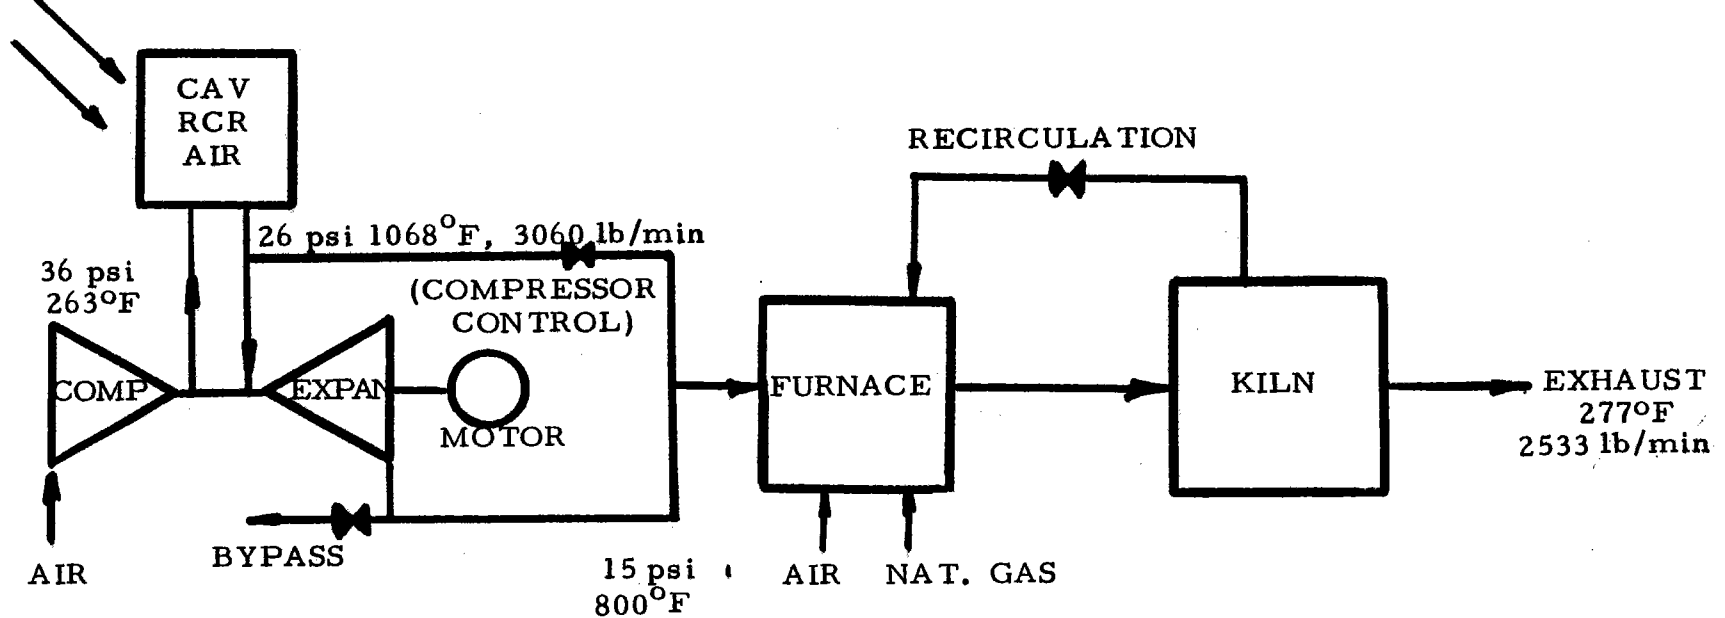 CAV
RCR
AIR
RECIRCULATION
26 psi 1068°F, 3060 lb/min
36 psi
263°F
(COMPRESSOR
CONTROL)
COMP
EXPAN
MOTOR
FURNACE
KILN
EXHAUST
277°F
2533 lb/min
BYPASS
AIR
15 psi
800°F
AIR
NAT. GAS